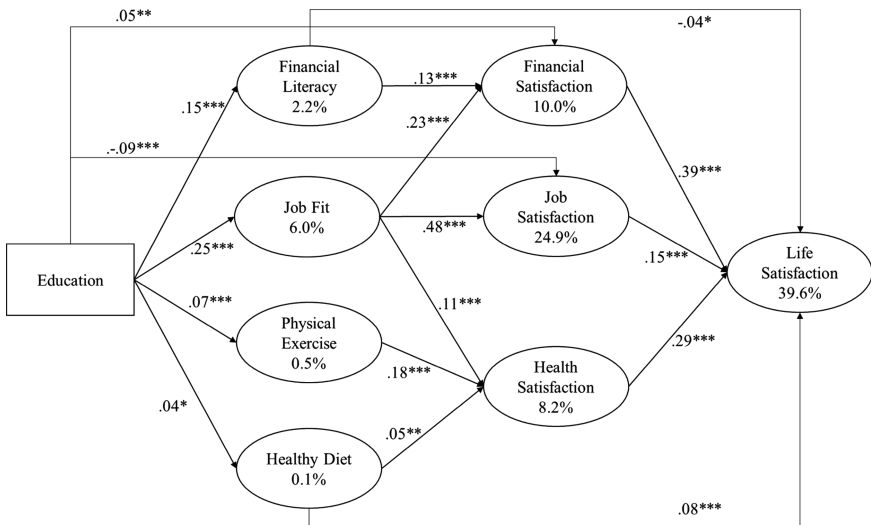 .05**
-.04*
Financial
Literacy
2.2%
.13***
Financial
Satisfaction
10.0%
.15***
.23***
.-.09***
.39***
Job Fit
6.0%
.48***
Job
Satisfaction
24.9%
.25***
.15***
Education
Life
Satisfaction
39.6%
.07***
.11***
Physical
Exercise
0.5%
.29***
.18***
Health
Satisfaction
8.2%
.04*
.05**
Healthy Diet
0.1%
.08***